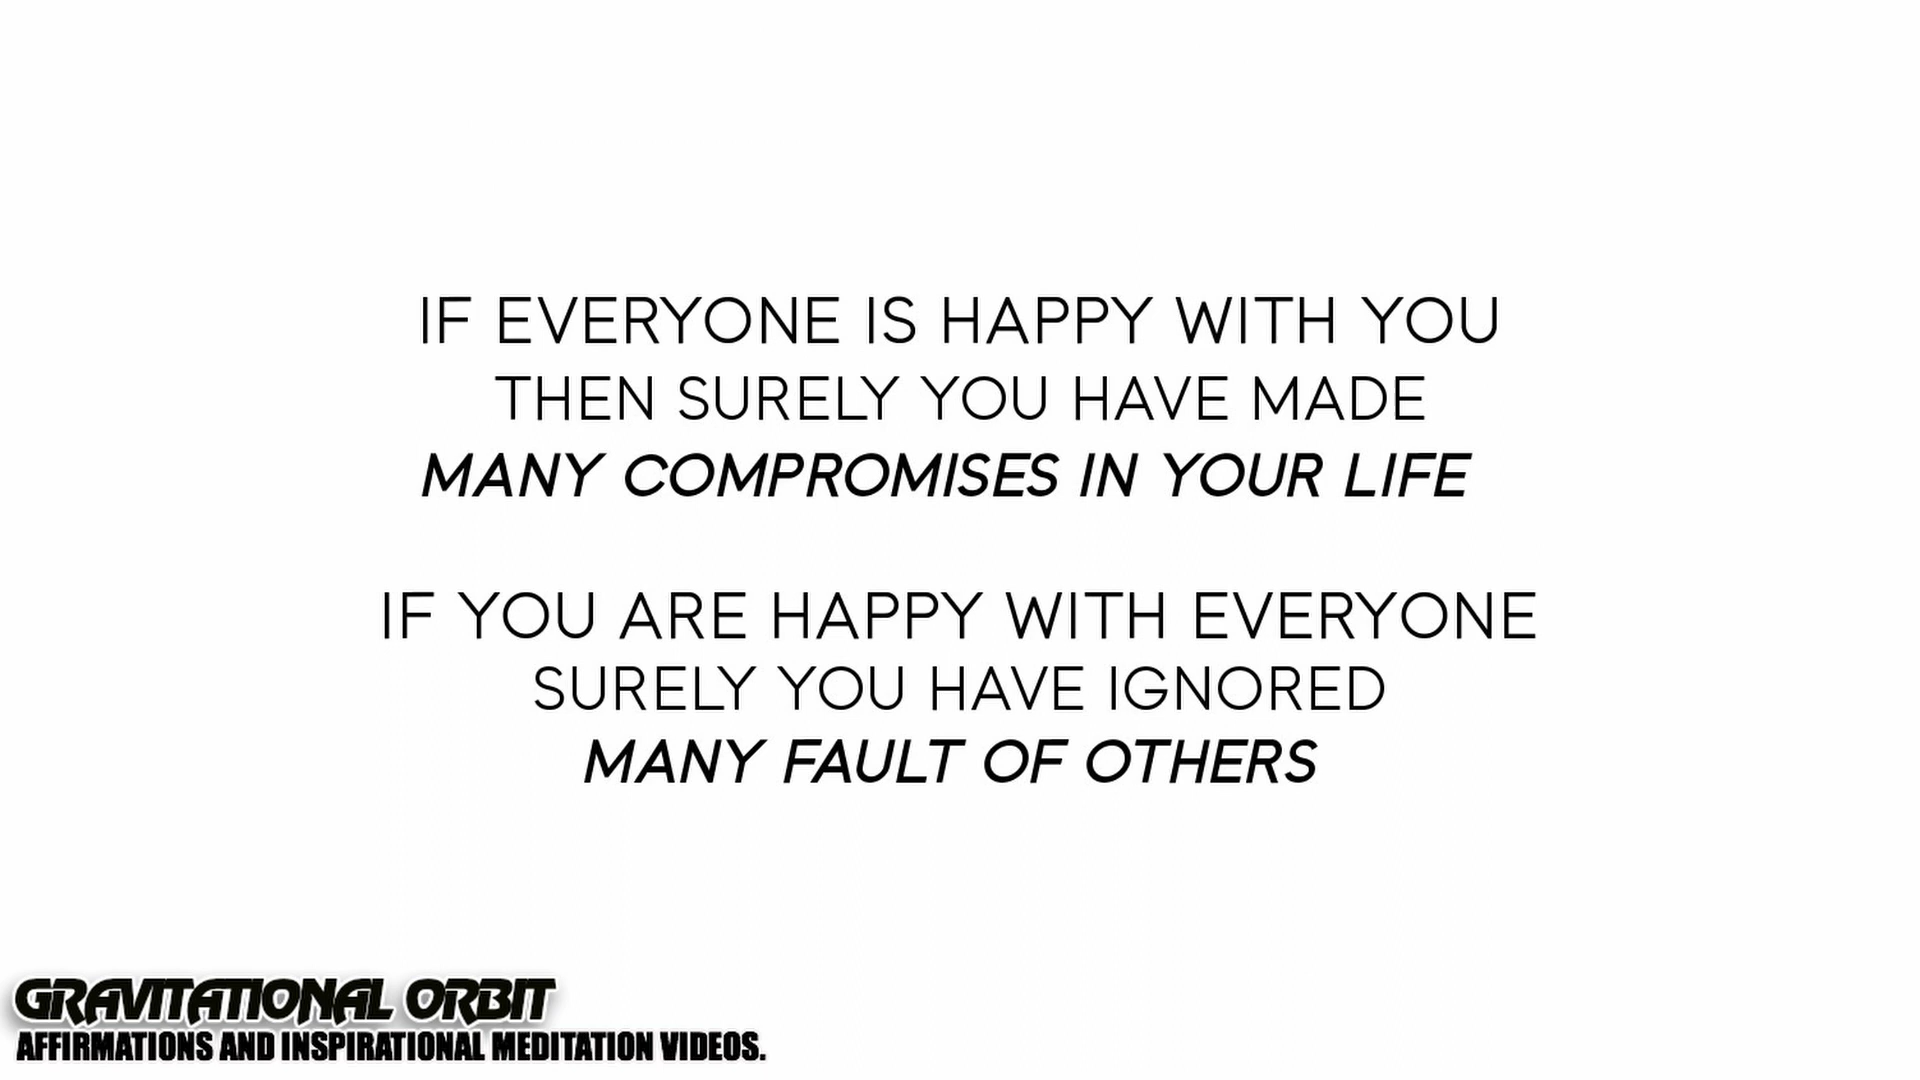 IF EVERYONE IS HAPPY WITH YOU
THEN SURELY YOU HAVE MADE
MANY COMPROMISES IN YOUR LIFE
IF YOU ARE HAPPY WITH EVERYONE
SURELY YOU HAVE IGNORED
MANY FAULT OF OTHERS
GRAVITATIONAL ORBIT
AFFIRMATIONS AND INSPIRATIONAL MEDITATION VIDEOS.